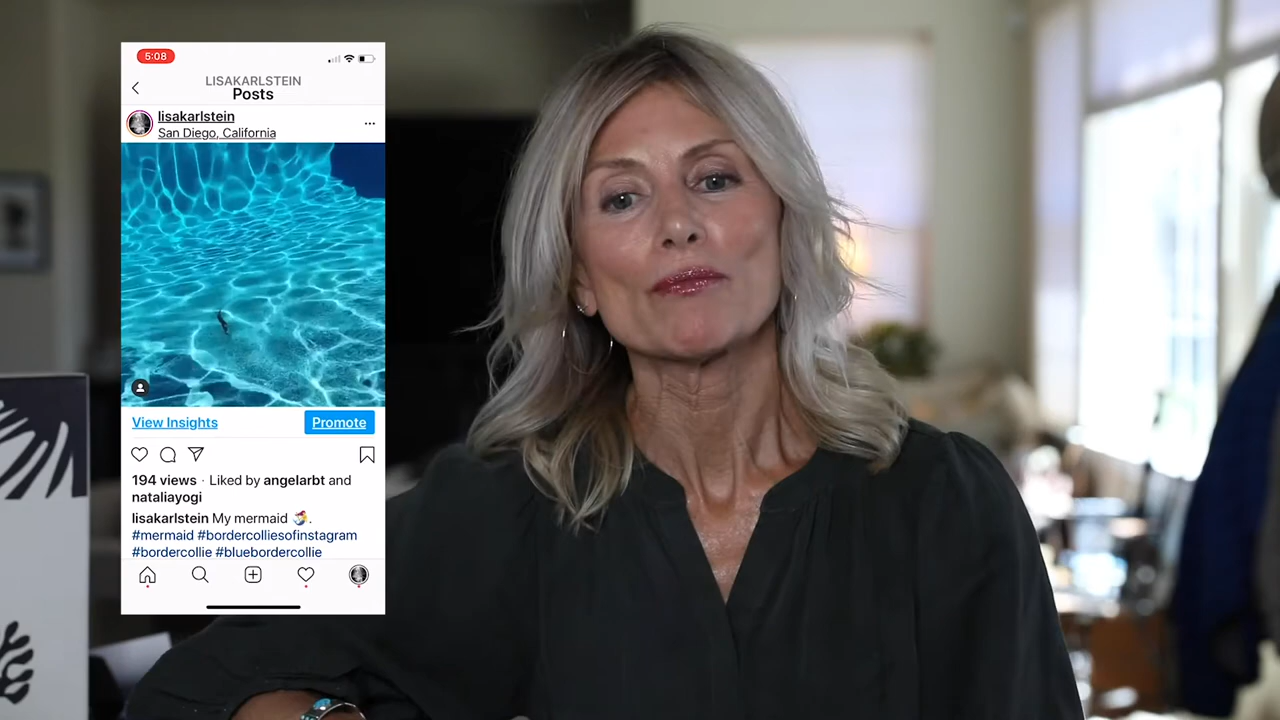 5:08
LISAKARLSTEIN
Posts
lisakarlstein
San Diego, California
View Insights
Promote
194 views · Liked by angelarbt and
nataliayogi
lisakarlstein My mermaid 🧜‍♀️.
#mermaid #bordercolliesofinstagram
#bordercollie #bluebordercollie